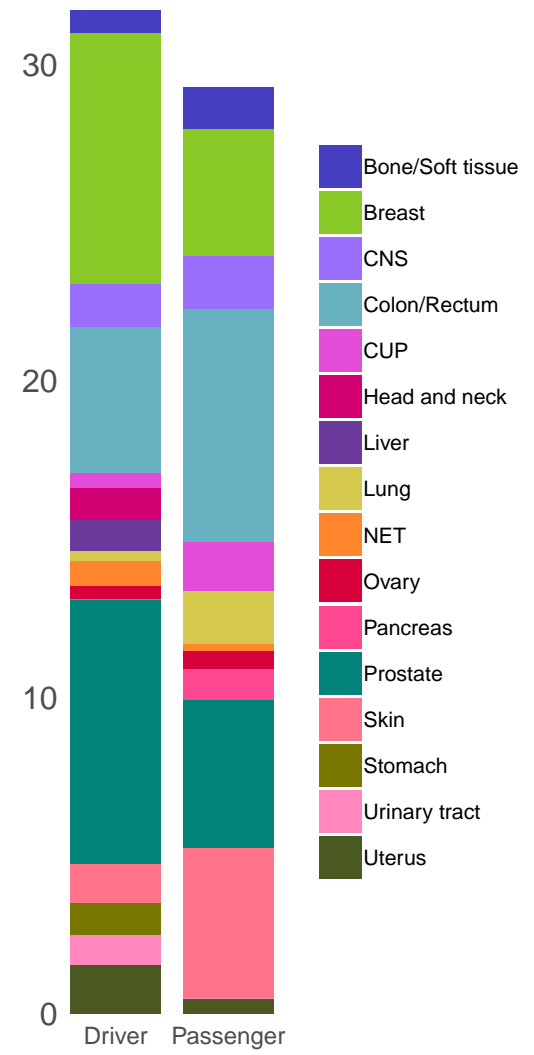 30
20
10
0
Driver
Passenger
Bone/Soft tissue
Breast
CNS
Colon/Rectum
CUP
Head and neck
Liver
Lung
NET
Ovary
Pancreas
Prostate
Skin
Stomach
Urinary tract
Uterus